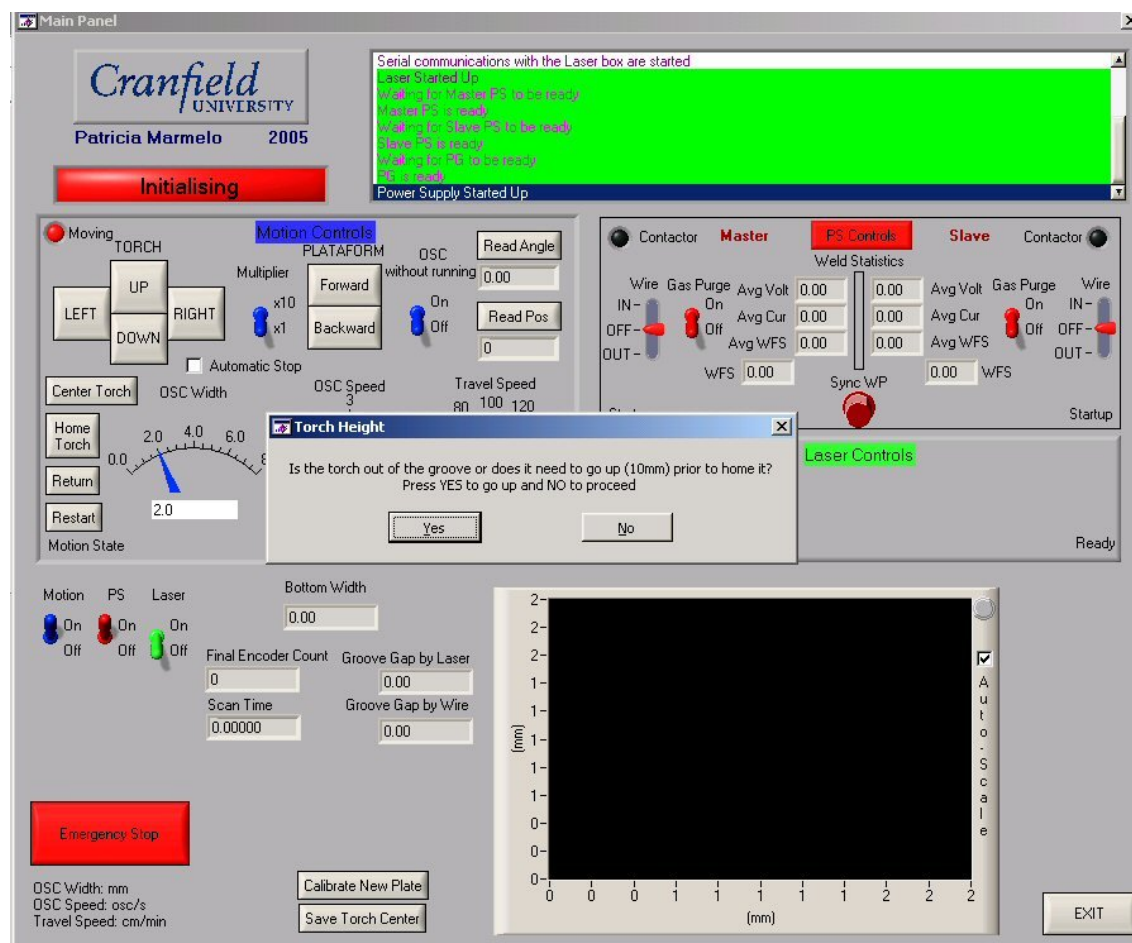 Main Panel
Cranfield
UNIVERSITY
Patricia Marmelo 2005
Initialising
Serial communications with the Laser box are started
Laser Started Up
Waiting for Master PS to be ready
Master PS is ready
Waiting for Slave PS to be ready
Slave PS is ready
Waiting for PG to be ready
PG is ready
Power Supply Started Up
Moving
Motion Controls
TORCH
UP
LEFT
RIGHT
DOWN
Multiplier
x10
x1
PLATAFORM
Forward
Backward
OSC
without running
On
Off
Read Angle
0.00
Read Pos
0
Automatic Stop
Center Torch
OSC Width
OSC Speed
3
Travel Speed
80 100 120
Home
Torch
Return
Restart
0.0 2.0 4.0 6.0
2.0
Motion State
Contactor Master PS Controls Slave Contactor
Weld Statistics
Wire Gas Purge Avg Volt 0.00 0.00 Avg Volt Gas Purge Wire
IN On On IN
OFF Off Avg Cur 0.00 0.00 Avg Cur Off OFF
OUT Avg WFS 0.00 0.00 Avg WFS OUT
WFS 0.00 Sync WP 0.00 WFS
Startup
Laser Controls
Ready
Torch Height
Is the torch out of the groove or does it need to go up (10mm) prior to home it?
Press YES to go up and NO to proceed
Yes No
Motion PS Laser
On On On
Off Off Off
Bottom Width
0.00
Final Encoder Count
0
Groove Gap by Laser
0.00
Scan Time
0.00000
Groove Gap by Wire
0.00
Emergency Stop
OSC Width: mm
OSC Speed: osc/s
Travel Speed: cm/min
Calibrate New Plate
Save Torch Center
2-
2-
2-
1-
1-
1-
1-
1-
0-
0-
0-
(mm)
0 0 0 1 1 1 1 1 2 2 2
(mm)
Auto-Scale
EXIT